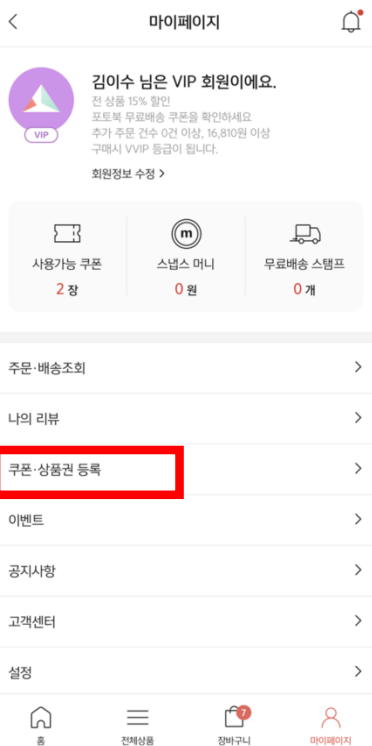 마이페이지
김이수 님은 VIP 회원이에요.
전 상품 15% 할인
포토북 무료배송 쿠폰을 확인하세요
추가 주문 건수 0건 이상, 16,810원 이상
구매시 VVIP 등급이 됩니다.
VIP
회원정보 수정 >
사용가능 쿠폰
2 장
m
스냅스 머니
0 원
무료배송 스탬프
0 개
주문·배송조회
나의 리뷰
쿠폰·상품권 등록
이벤트
공지사항
고객센터
설정
홈
전체상품
7
장바구니
마이페이지